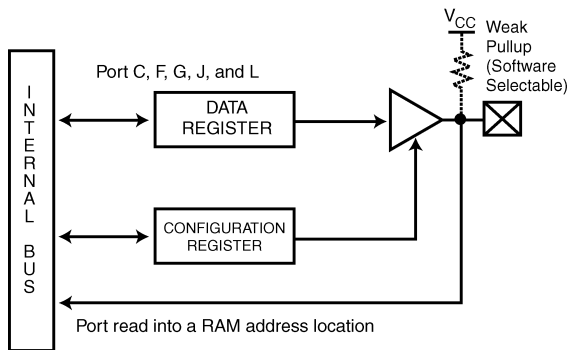 VCC
Weak
Pullup
(Software
Selectable)
Port C, F, G, J, and L
DATA
REGISTER
CONFIGURATION
REGISTER
INTERNAL BUS
Port read into a RAM address location